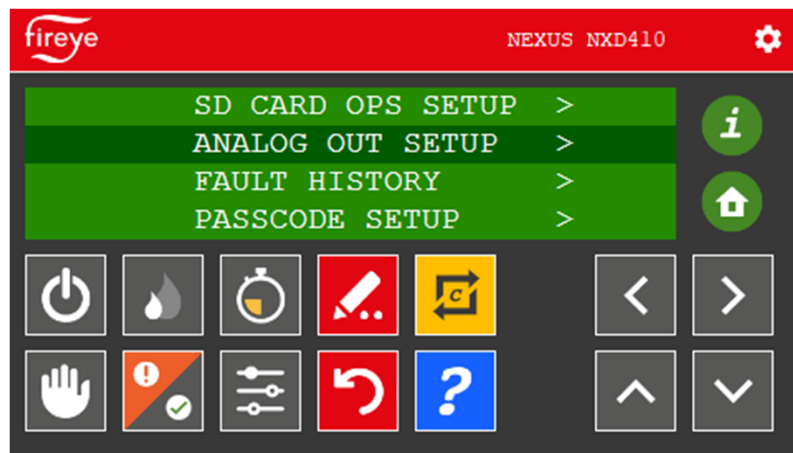 fireye
NEXUS NXD410
SD CARD OPS SETUP >
ANALOG OUT SETUP >
FAULT HISTORY >
PASSCODE SETUP >
i
C
?